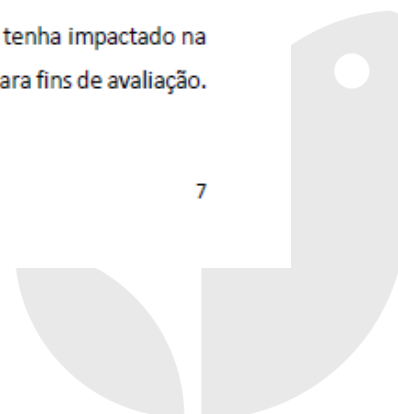 tenha impactado na
ara fins de avaliação.
7